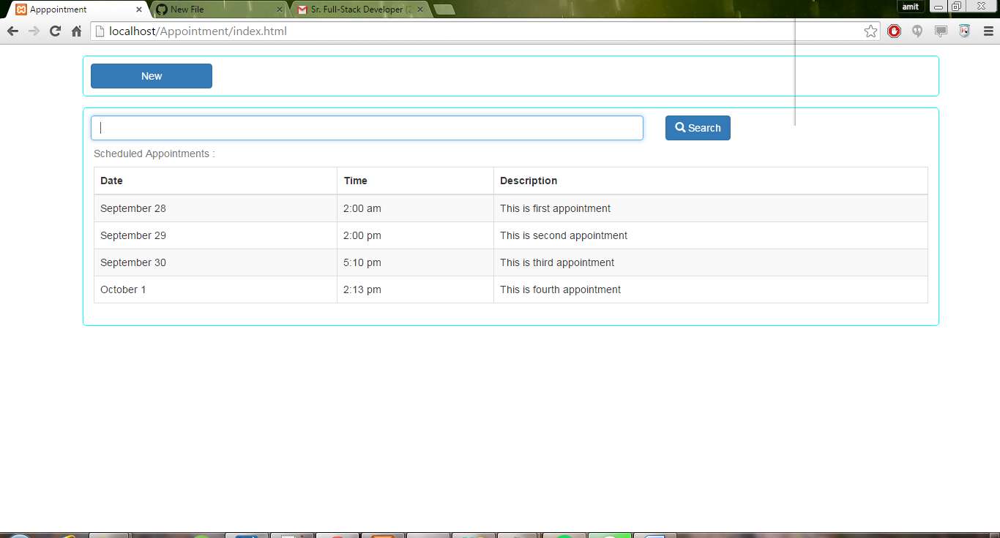 Apppointment
New File
Sr. Full-Stack Developer (
amit
localhost/Appointment/index.html
New
Search
Scheduled Appointments :
Date Time Description
September 28 2:00 am This is first appointment
September 29 2:00 pm This is second appointment
September 30 5:10 pm This is third appointment
October 1 2:13 pm This is fourth appointment